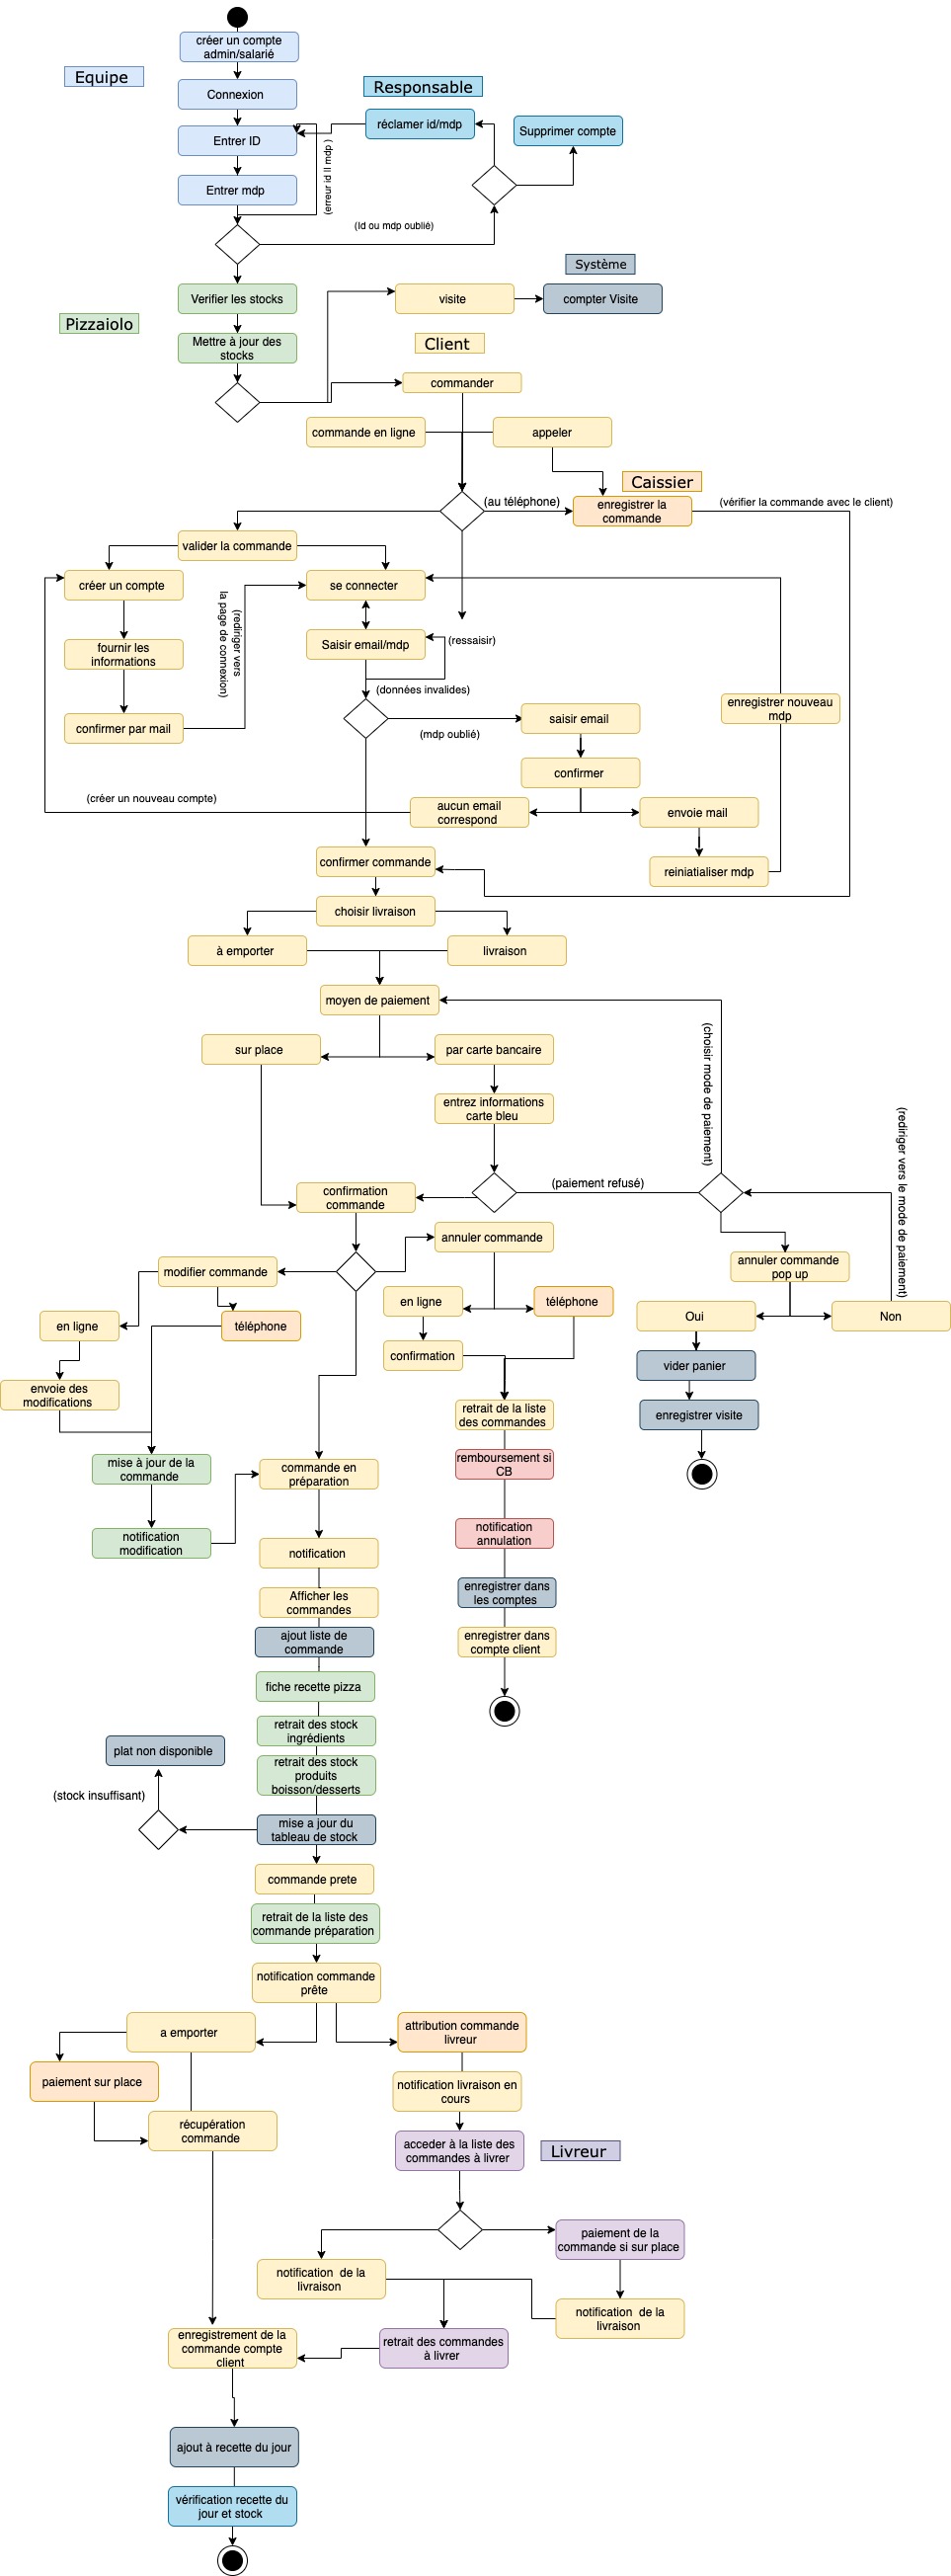 créer un compte
admin/salarié
Equipe
Connexion
Responsable
réclamer id/mdp
Supprimer compte
Entrer ID
(erreur id II mdp )
Entrer mdp
(Id ou mdp oublié)
Système
Verifier les stocks
visite
compter Visite
Pizzaiolo
Mettre à jour des
stocks
Client
commander
commande en ligne
appeler
Caissier
(au téléphone)
enregistrer la
commande
(vérifier la commande avec le client)
valider la commande
créer un compte
se connecter
(rediriger vers
la page de connexion)
fournir les
informations
Saisir email/mdp
(ressaisir)
(données invalides)
confirmer par mail
saisir email
enregistrer nouveau
mdp
(mdp oublié)
confirmer
(créer un nouveau compte)
aucun email
correspond
envoie mail
confirmer commande
reiniatialiser mdp
choisir livraison
à emporter
livraison
moyen de paiement
sur place
par carte bancaire
(choisir mode de paiement)
entrez informations
carte bleu
(rediriger vers le mode de paiement)
(paiement refusé)
confirmation
commande
annuler commande
modifier commande
annuler commande
pop up
en ligne
téléphone
en ligne
téléphone
Oui
Non
confirmation
vider panier
envoie des
modifications
retrait de la liste
des commandes
enregistrer visite
mise à jour de la
commande
commande en
préparation
remboursement si
CB
notification
modification
notification
notification
annulation
Afficher les
commandes
enregistrer dans
les comptes
ajout liste de
commande
enregistrer dans
compte client
fiche recette pizza
retrait des stock
ingrédients
plat non disponible
retrait des stock
produits
boisson/desserts
(stock insuffisant)
mise a jour du
tableau de stock
commande prete
retrait de la liste des
commande préparation
notification commande
prête
a emporter
attribution commande
livreur
paiement sur place
notification livraison en
cours
récupération
commande
acceder à la liste des
commandes à livrer
Livreur
paiement de la
commande si sur place
notification  de la
livraison
notification  de la
livraison
enregistrement de la
commande compte
client
retrait des commandes
à livrer
ajout à recette du jour
vérification recette du
jour et stock